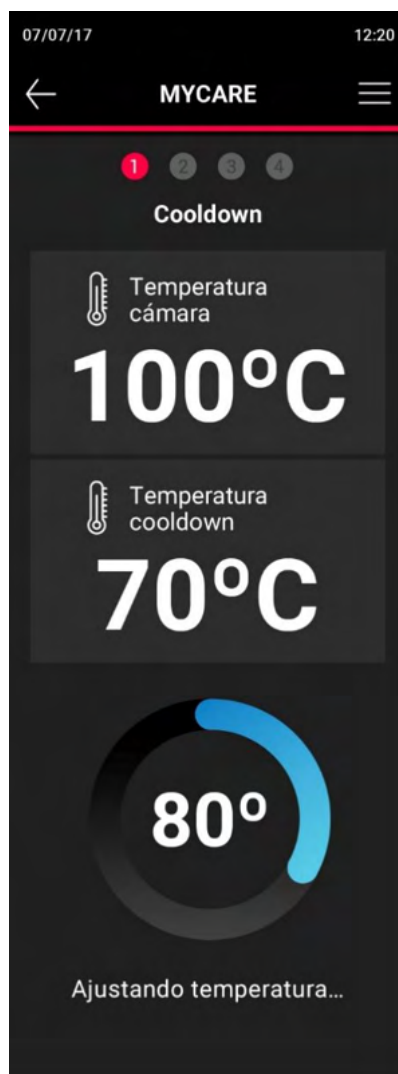 07/07/17 12:20
MYCARE
1 2 3 4
Cooldown
Temperatura
cámara
100ºC
Temperatura
cooldown
70ºC
80º
Ajustando temperatura...